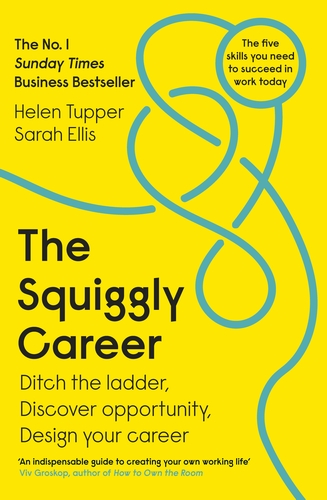 The No. 1
Sunday Times
Business Bestseller
Helen Tupper
Sarah Ellis
The five
skills you need
to succeed in
work today
The
Squiggly
Career
Ditch the ladder,
Discover opportunity,
Design your career
‘An indispensable guide to creating your own working life’
Viv Groskop, author of How to Own the Room